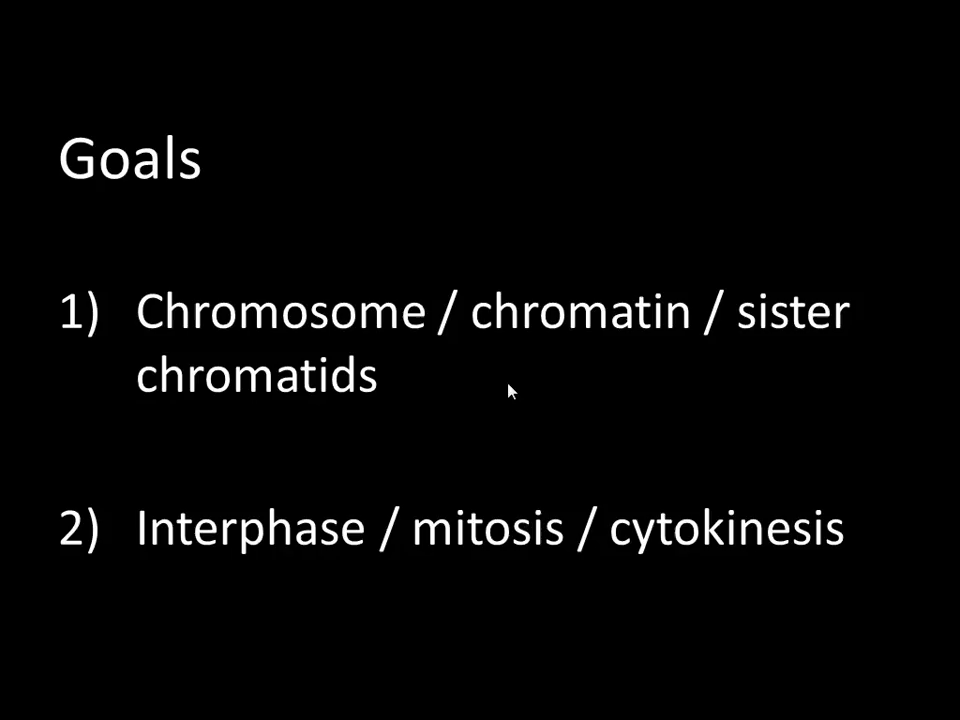 Goals
1) Chromosome / chromatin / sister
chromatids
2) Interphase / mitosis / cytokinesis